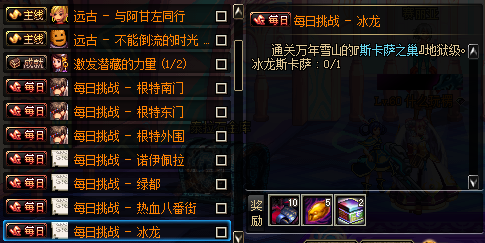 主线 远古 - 与阿甘左同行
主线 远古 - 不能倒流的时光 ...
成就 激发潜藏的力量 (1/2)
每日 每日挑战 - 根特南门
每日 每日挑战 - 根特东门
每日 每日挑战 - 根特外围
每日 每日挑战 - 诺伊佩拉
每日 每日挑战 - 绿都
每日 每日挑战 - 热血八番街
每日 每日挑战 - 冰龙
每日 每日挑战 - 冰龙
通关万年雪山的『斯卡萨之巢』地狱级。
冰龙斯卡萨 : 0/1
奖励
10
5
2